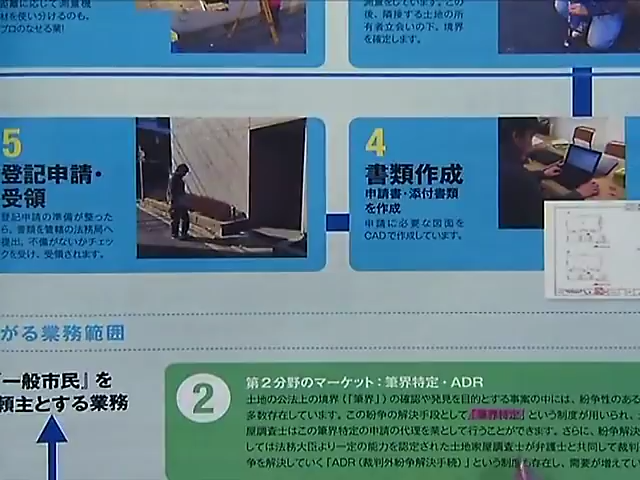 距離に応じて測量機
材を使い分けるのも、
プロのなせる業!
測量をしています。この
後、隣接する土地の所
有者立会いの下、境界
を確定します。
5
登記申請・
受領
登記申請の準備が整った
ら、書類を管轄の法務局へ
提出。不備がないかチェッ
クを受け、受領されます。
4
書類作成
申請書・添付書類
を作成
申請に必要な図面を
CADで作成しています。
がる業務範囲
『一般市民』を
頼主とする業務
2
第2分野のマーケット:筆界特定・ADR
土地の公法上の境界(「筆界」)の確認や発見を目的とする事案の中には、紛争性のある
多数存在しています。この紛争の解決手段として「筆界特定」という制度が用いられ、土
屋調査士はこの筆界特定の申請の代理を業として行うことができます。さらに、紛争解決
しては法務大臣より一定の能力を認定された土地家屋調査士が弁護士と共同して裁判
争を解決していく「ADR(裁判外紛争解決手続)」という制度も存在し、需要が増えてい